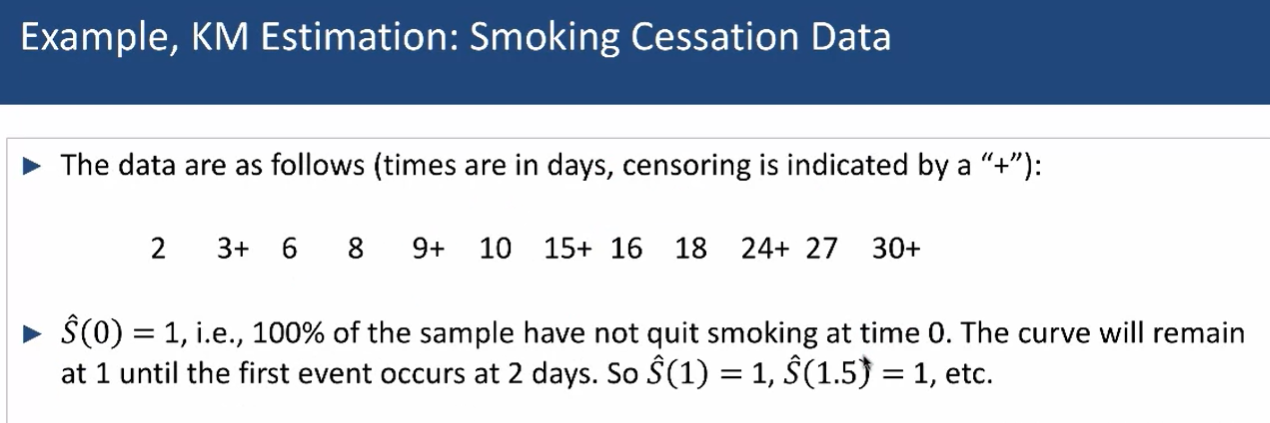 Example, KM Estimation: Smoking Cessation Data
► The data are as follows (times are in days, censoring is indicated by a “+”):
2 3+ 6 8 9+ 10 15+ 16 18 24+ 27 30+
► Ŝ(0) = 1, i.e., 100% of the sample have not quit smoking at time 0. The curve will remain
at 1 until the first event occurs at 2 days. So Ŝ(1) = 1, Ŝ(1.5) = 1, etc.